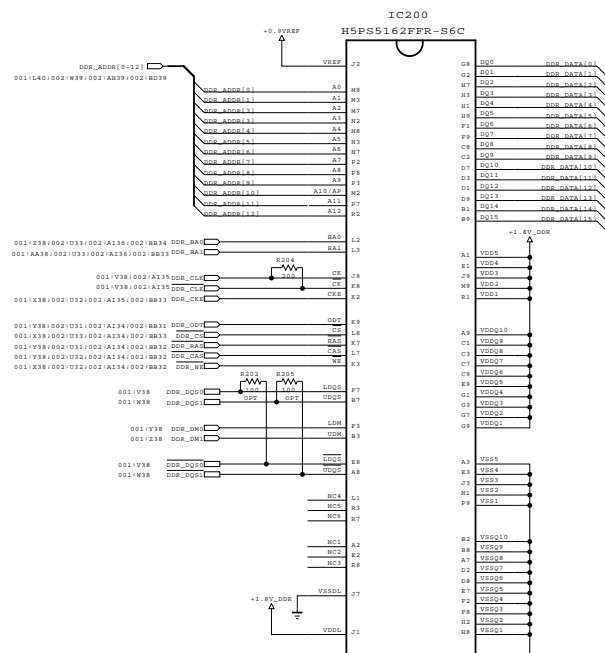 IC200
H5PS5162FFR-S6C
+0.9VREF
VREF J2
DDR_ADDR[0-12]
001:L40;002:W39;002:AH39;002:BD39
DDR_ADDR[0] A0 M8
DDR_ADDR[1] A1 M3
DDR_ADDR[2] A2 M7
DDR_ADDR[3] A3 N2
DDR_ADDR[4] A4 N8
DDR_ADDR[5] A5 N3
DDR_ADDR[6] A6 N7
DDR_ADDR[7] A7 P2
DDR_ADDR[8] A8 P8
DDR_ADDR[9] A9 P3
DDR_ADDR[10] A10/AP M2
DDR_ADDR[11] A11 P7
DDR_ADDR[12] A12 R2
001:Z38;002:U33;002:AI36;002:BB34 DDR_BA0 BA0 L2
001:AA38;002:U33;002:AI36;002:BB33 DDR_BA1 BA1 L3
R204
200
001:V38;002:AI35 DDR_CLK CK J8
001:V38;002:AI35 DDR_CLK CK K8
001:X38;002:U32;002:AI35;002:BB33 DDR_CKE CKE K2
001:Y38;002:U31;002:AI34;002:BB31 DDR_ODT ODT K9
001:X38;002:U33;002:AI34;002:BB33 DDR_CS CS L8
001:Y38;002:U31;002:AI34;002:BB32 DDR_RAS RAS K7
001:Y38;002:U32;002:AI34;002:BB32 DDR_CAS CAS L7
001:X38;002:U32;002:AI34;002:BB32 DDR_WE WE K3
R202 R205
100 100
OPT OPT
001:V38 DDR_DQS0 LDQS F7
001:W38 DDR_DQS1 UDQS B7
001:Y38 DDR_DM0 LDM F3
001:Z38 DDR_DM1 UDM B3
001:V38 DDR_DQS0 LDQS E8
001:W38 DDR_DQS1 UDQS A8
NC4 L1
NC5 R3
NC6 R7
NC1 A2
NC2 E2
NC3 R8
VSSDL J7
+1.8V_DDR
VDDL J1
G8 DQ0 DDR_DATA[0]
G2 DQ1 DDR_DATA[1]
H7 DQ2 DDR_DATA[2]
H3 DQ3 DDR_DATA[3]
H1 DQ4 DDR_DATA[4]
H9 DQ5 DDR_DATA[5]
F1 DQ6 DDR_DATA[6]
F9 DQ7 DDR_DATA[7]
C8 DQ8 DDR_DATA[8]
C2 DQ9 DDR_DATA[9]
D7 DQ10 DDR_DATA[10]
D3 DQ11 DDR_DATA[11]
D1 DQ12 DDR_DATA[12]
D9 DQ13 DDR_DATA[13]
B1 DQ14 DDR_DATA[14]
B9 DQ15 DDR_DATA[15]
+1.8V_DDR
A1 VDD5
E1 VDD4
J9 VDD3
M9 VDD2
R1 VDD1
A9 VDDQ10
C1 VDDQ9
C3 VDDQ8
C7 VDDQ7
C9 VDDQ6
E9 VDDQ5
G1 VDDQ4
G3 VDDQ3
G7 VDDQ2
G9 VDDQ1
A3 VSS5
E3 VSS4
J3 VSS3
N1 VSS2
P9 VSS1
B2 VSSQ10
B8 VSSQ9
A7 VSSQ8
D2 VSSQ7
D8 VSSQ6
E7 VSSQ5
F2 VSSQ4
F8 VSSQ3
H2 VSSQ2
H8 VSSQ1